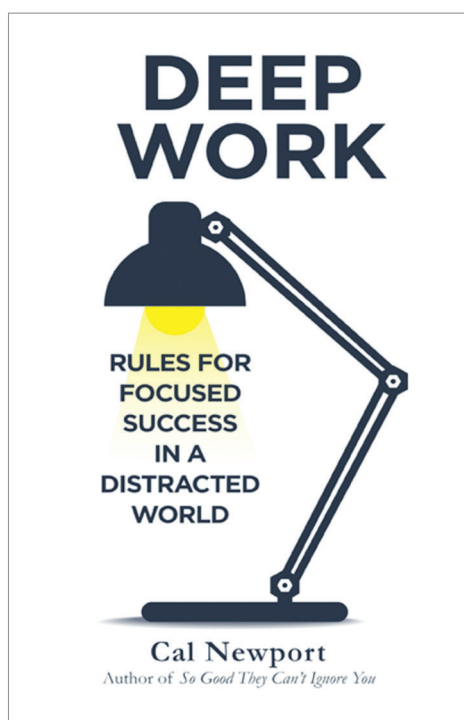 DEEP
WORK
RULES FOR
FOCUSED
SUCCESS
IN A
DISTRACTED
WORLD
Cal Newport
Author of So Good They Can't Ignore You